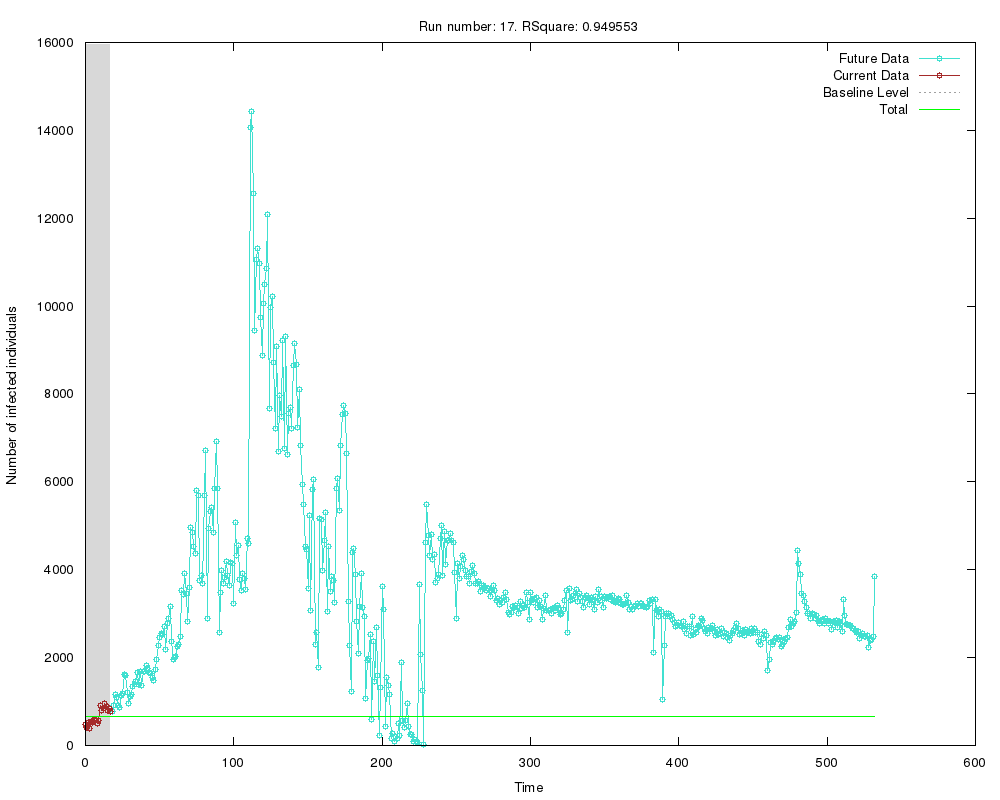 Run number: 17. RSquare: 0.949553
Future Data
Current Data
Baseline Level
Total
16000
14000
12000
10000
8000
6000
4000
2000
0
Number of infected individuals
0 100 200 300 400 500 600
Time